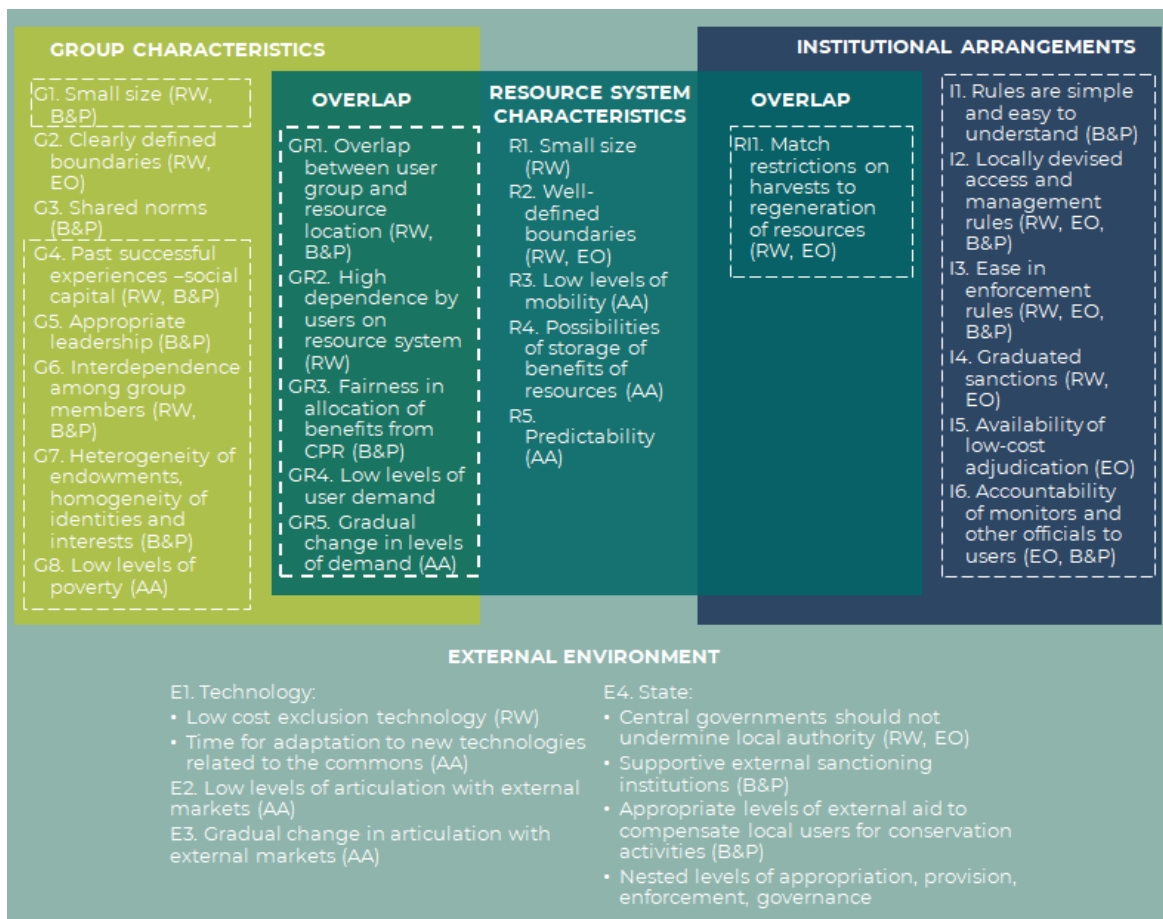 GROUP CHARACTERISTICS
G1. Small size (RW,
B&P)
G2. Clearly defined
boundaries (RW,
EO)
G3. Shared norms
(B&P)
G4. Past successful
experiences –social
capital (RW, B&P)
G5. Appropriate
leadership (B&P)
G6. Interdependence
among group
members (RW,
B&P)
G7. Heterogeneity of
endowments,
homogeneity of
identities and
interests (B&P)
G8. Low levels of
poverty (AA)
OVERLAP
GR1. Overlap
between user
group and
resource
location (RW,
B&P)
GR2. High
dependence by
users on
resource system
(RW)
GR3. Fairness in
allocation of
benefits from
CPR (B&P)
GR4. Low levels of
user demand
GR5. Gradual
change in levels
of demand (AA)
RESOURCE SYSTEM
CHARACTERISTICS
R1. Small size
(RW)
R2. Well-
defined
boundaries
(RW, EO)
R3. Low levels of
mobility (AA)
R4. Possibilities
of storage of
benefits of
resources (AA)
R5.
Predictability
(AA)
OVERLAP
RI1. Match
restrictions on
harvests to
regeneration
of resources
(RW, EO)
INSTITUTIONAL ARRANGEMENTS
I1. Rules are simple
and easy to
understand (B&P)
I2. Locally devised
access and
management
rules (RW, EO,
B&P)
I3. Ease in
enforcement
rules (RW, EO,
B&P)
I4. Graduated
sanctions (RW,
EO)
I5. Availability of
low-cost
adjudication (EO)
I6. Accountability
of monitors and
other officials to
users (EO, B&P)
EXTERNAL ENVIRONMENT
E1. Technology:
• Low cost exclusion technology (RW)
• Time for adaptation to new technologies
related to the commons (AA)
E2. Low levels of articulation with external
markets (AA)
E3. Gradual change in articulation with
external markets (AA)
E4. State:
• Central governments should not
undermine local authority (RW, EO)
• Supportive external sanctioning
institutions (B&P)
• Appropriate levels of external aid to
compensate local users for conservation
activities (B&P)
• Nested levels of appropriation, provision,
enforcement, governance